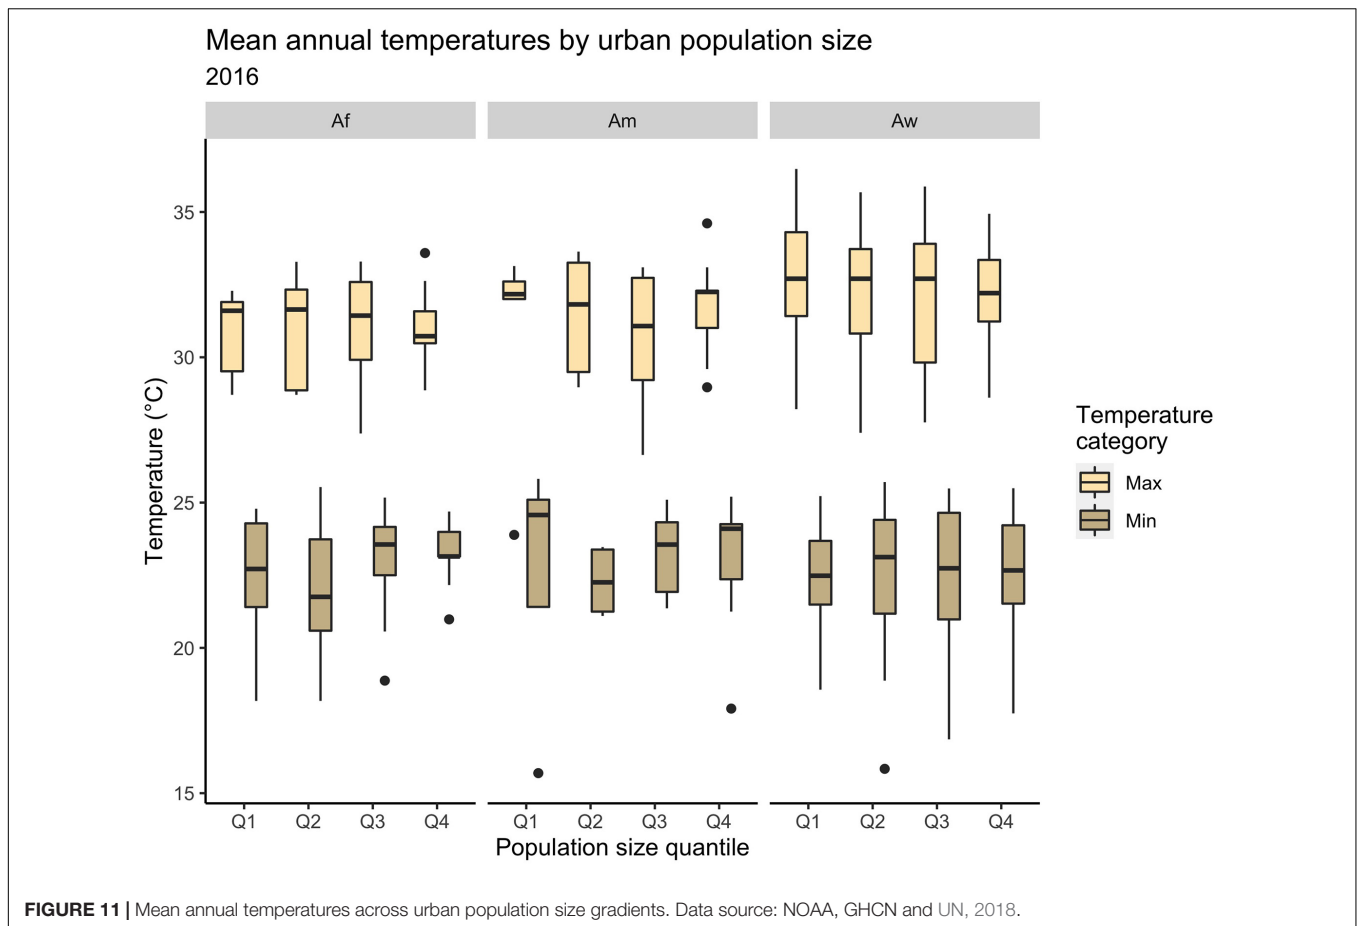 Mean annual temperatures by urban population size
2016
Af
Am
Aw
35
30
25
20
15
Temperature (°C)
Q1 Q2 Q3 Q4
Q1 Q2 Q3 Q4
Q1 Q2 Q3 Q4
Population size quantile
Temperature
category
Max
Min
FIGURE 11 | Mean annual temperatures across urban population size gradients. Data source: NOAA, GHCN and UN, 2018.